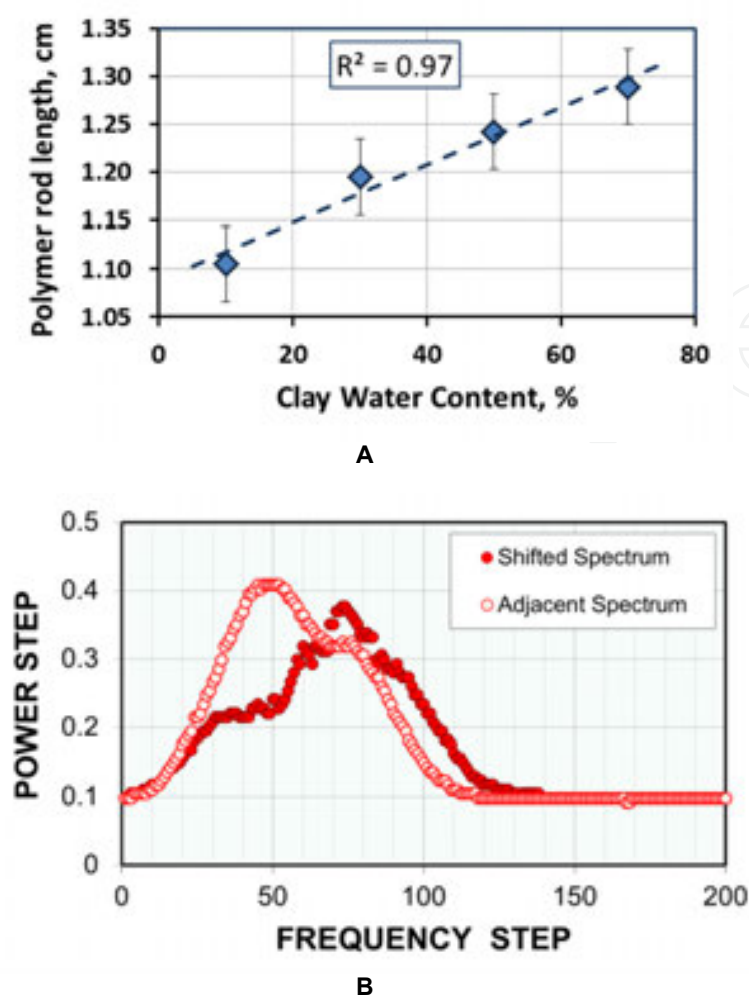 Polymer rod length, cm
1.35
1.30
1.25
1.20
1.15
1.10
1.05
R² = 0.97
0 20 40 60 80
Clay Water Content, %
A
POWER STEP
0.5
0.4
0.3
0.2
0.1
0
Shifted Spectrum
Adjacent Spectrum
0 50 100 150 200
FREQUENCY STEP
B